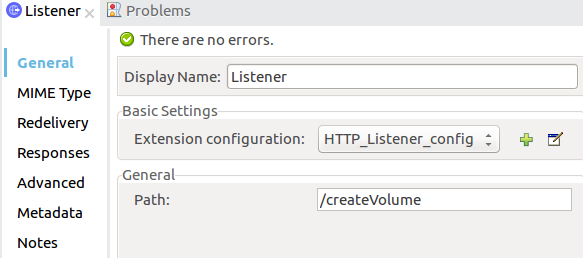 Listener
Problems
There are no errors.
General
MIME Type
Redelivery
Responses
Advanced
Metadata
Notes
Display Name: Listener
Basic Settings
Extension configuration: HTTP_Listener_config
General
Path: /createVolume